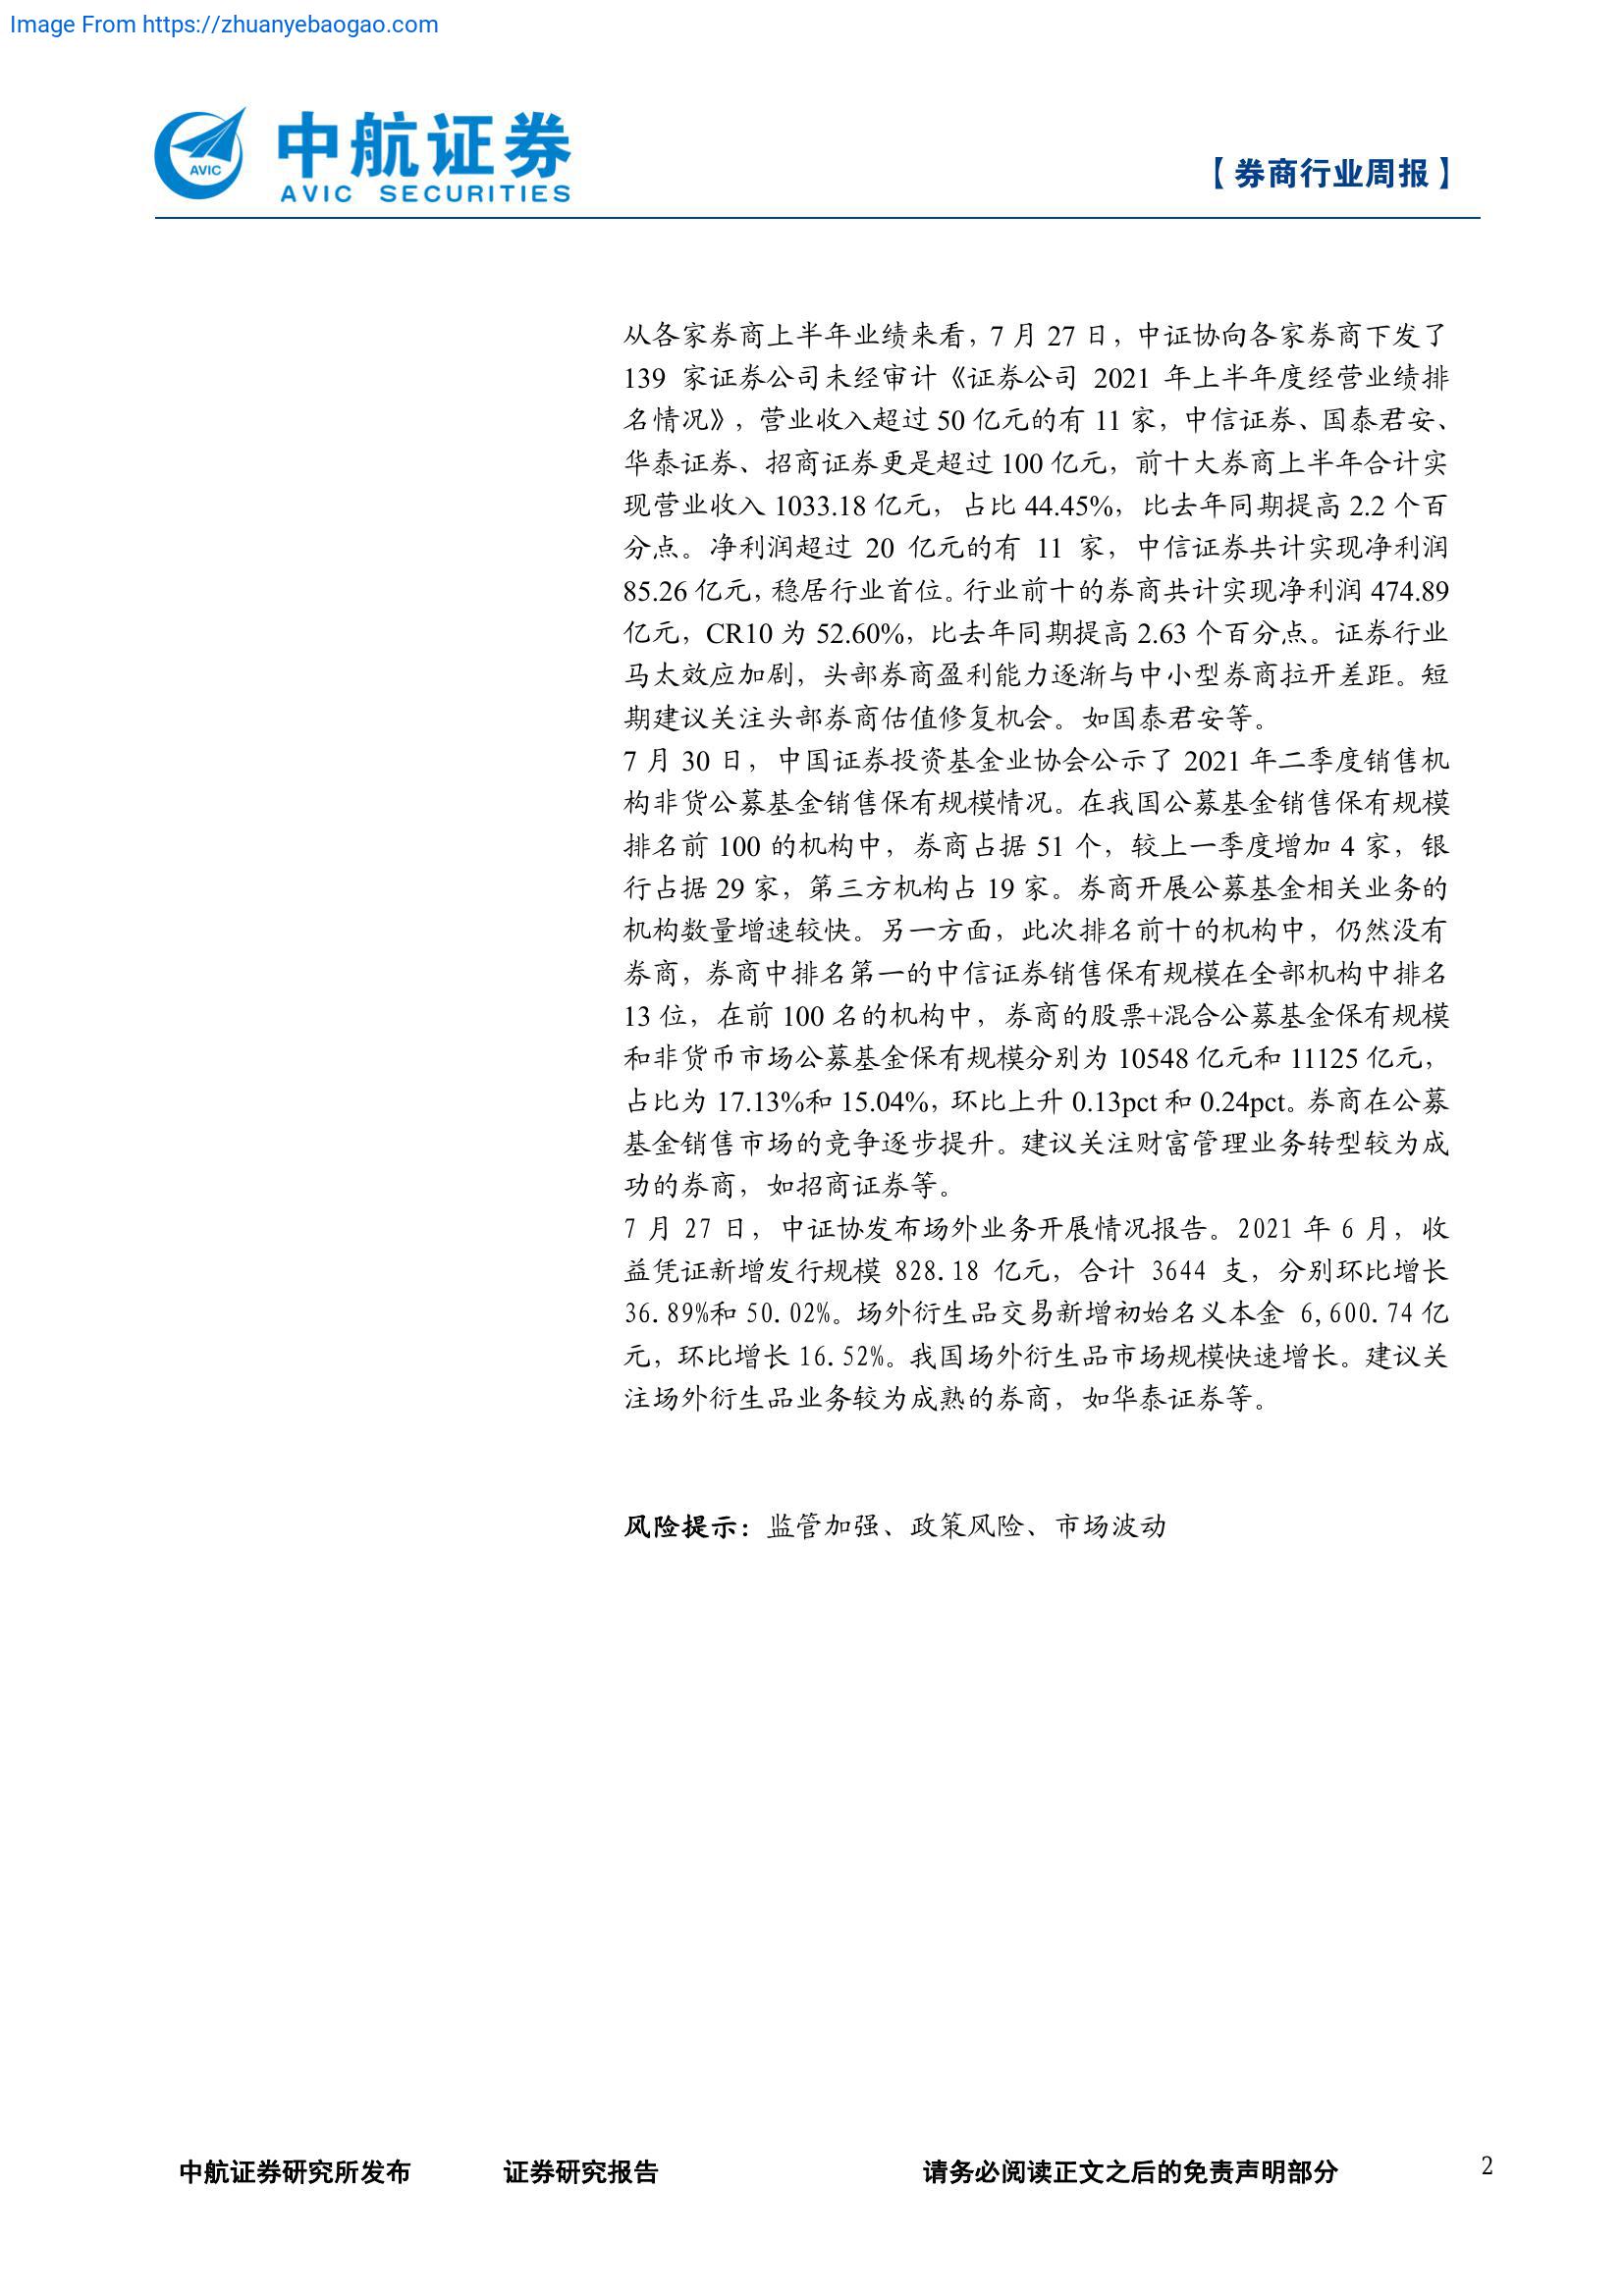 Image From https://zhuanyebaogao.com
AVIC
中航证券
AVIC SECURITIES
【券商行业周报】
从各家券商上半年业绩来看，7 月 27 日，中证协向各家券商下发了
139 家证券公司未经审计《证券公司 2021 年上半年度经营业绩排
名情况》，营业收入超过 50 亿元的有 11 家，中信证券、国泰君安、
华泰证券、招商证券更是超过 100 亿元，前十大券商上半年合计实
现营业收入 1033.18 亿元，占比 44.45%，比去年同期提高 2.2 个百
分点。净利润超过 20 亿元的有 11 家，中信证券共计实现净利润
85.26 亿元，稳居行业首位。行业前十的券商共计实现净利润 474.89
亿元，CR10 为 52.60%，比去年同期提高 2.63 个百分点。证券行业
马太效应加剧，头部券商盈利能力逐渐与中小型券商拉开差距。短
期建议关注头部券商估值修复机会。如国泰君安等。
7 月 30 日，中国证券投资基金业协会公示了 2021 年二季度销售机
构非货公募基金销售保有规模情况。在我国公募基金销售保有规模
排名前 100 的机构中，券商占据 51 个，较上一季度增加 4 家，银
行占据 29 家，第三方机构占 19 家。券商开展公募基金相关业务的
机构数量增速较快。另一方面，此次排名前十的机构中，仍然没有
券商，券商中排名第一的中信证券销售保有规模在全部机构中排名
13 位，在前 100 名的机构中，券商的股票+混合公募基金保有规模
和非货币市场公募基金保有规模分别为 10548 亿元和 11125 亿元，
占比为 17.13%和 15.04%，环比上升 0.13pct 和 0.24pct。券商在公募
基金销售市场的竞争逐步提升。建议关注财富管理业务转型较为成
功的券商，如招商证券等。
7 月 27 日，中证协发布场外业务开展情况报告。2021 年 6 月，收
益凭证新增发行规模 828.18 亿元，合计 3644 支，分别环比增长
36.89%和 50.02%。场外衍生品交易新增初始名义本金 6,600.74 亿
元，环比增长 16.52%。我国场外衍生品市场规模快速增长。建议关
注场外衍生品业务较为成熟的券商，如华泰证券等。
风险提示：监管加强、政策风险、市场波动
中航证券研究所发布 证券研究报告 请务必阅读正文之后的免责声明部分 2